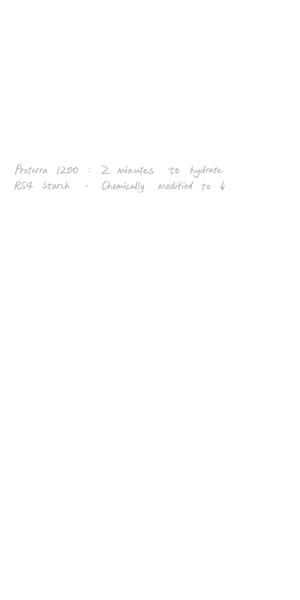 Proterra 1200 : 2 minutes to hydrate
RS4 starch - Chemically modified to ↓